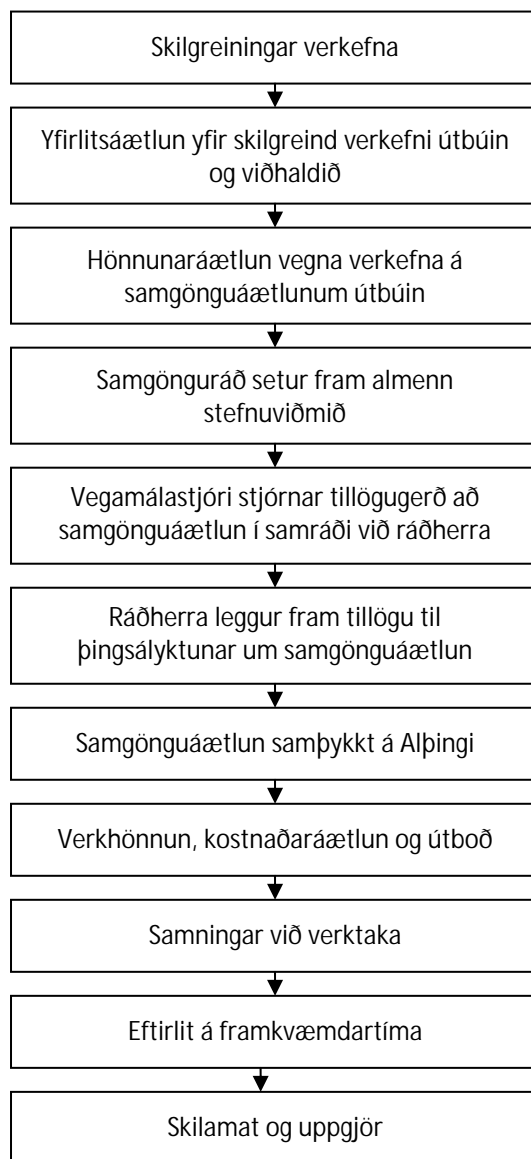 Skilgreiningar verkefna
Yfirlitsáætlun yfir skilgreind verkefni útbúin
og viðhaldið
Hönnunaráætlun vegna verkefna á
samgönguáætlunum útbúin
Samgönguráð setur fram almenn
stefnuviðmið
Vegamálastjóri stjórnar tillögugerð að
samgönguáætlun í samráði við ráðherra
Ráðherra leggur fram tillögu til
þingsályktunar um samgönguáætlun
Samgönguáætlun samþykkt á Alþingi
Verkhönnun, kostnaðaráætlun og útboð
Samningar við verktaka
Eftirlit á framkvæmdartíma
Skilamat og uppgjör